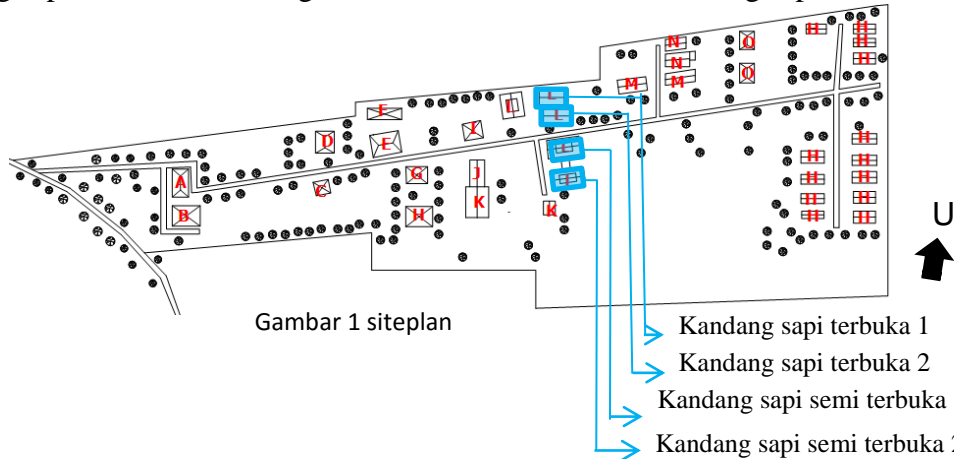 N
O
H
H
H
H
N
M
M
O
F
I
L
L
D
E
I
L
H
H
H
H
H
H
H
H
H
A
G
J
L
C
B
H
K
K
U
Gambar 1 siteplan
Kandang sapi terbuka 1
Kandang sapi terbuka 2
Kandang sapi semi terbuka
Kandang sapi semi terbuka 2